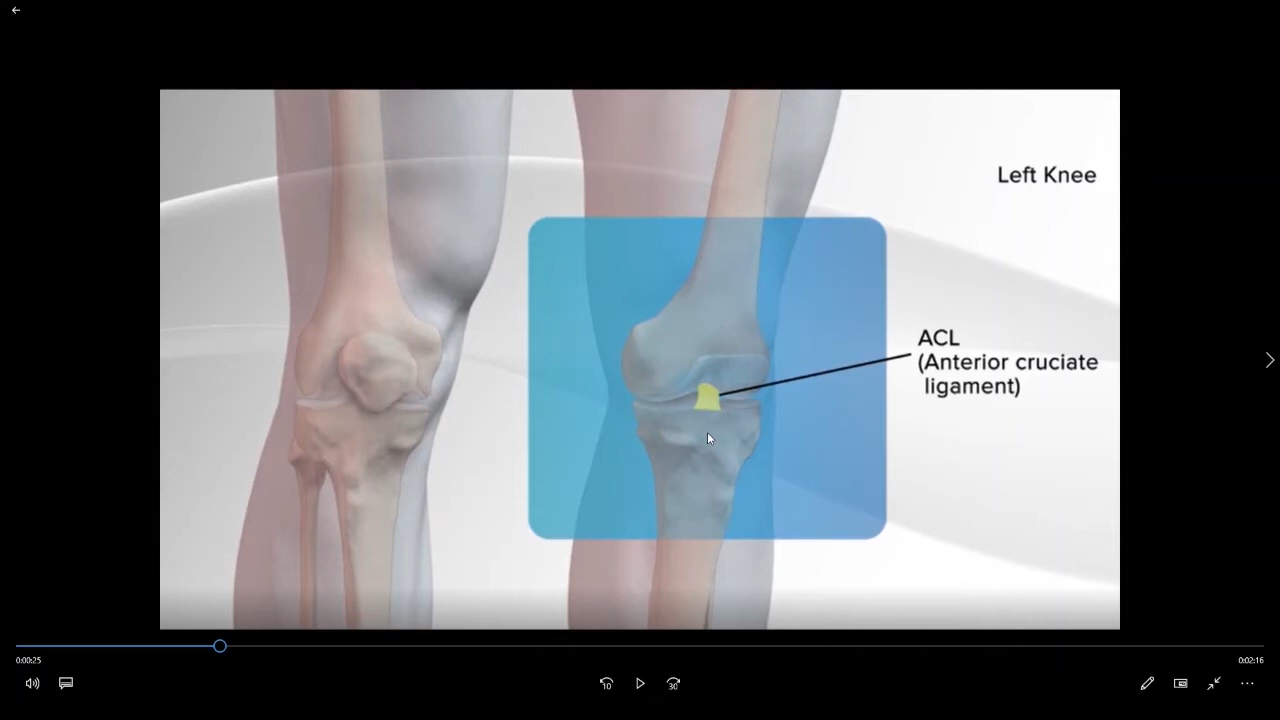 Left Knee
ACL
(Anterior cruciate
ligament)
0:00:25
0:02:16
10
30